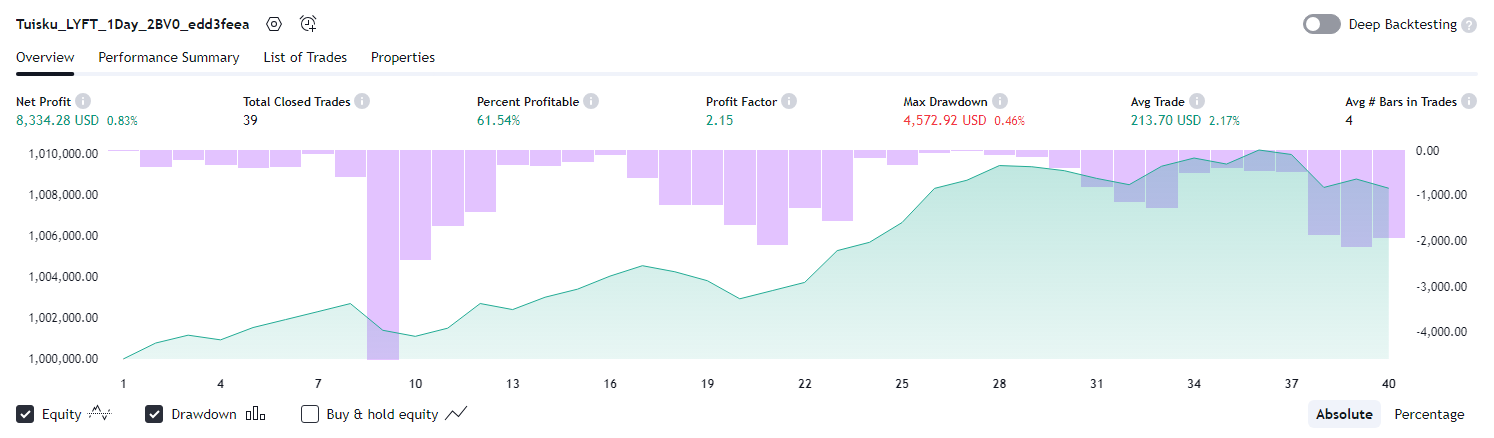 Tuisku_LYFT_1Day_2BV0_edd3feea Deep Backtesting ?
Overview Performance Summary List of Trades Properties
Net Profit i Total Closed Trades i Percent Profitable i Profit Factor i Max Drawdown i Avg Trade i Avg # Bars in Trades i
8,334.28 USD 0.83% 39 61.54% 2.15 4,572.92 USD 0.46% 213.70 USD 2.17% 4
1,010,000.00 0.00
1,008,000.00 -1,000.00
1,006,000.00 -2,000.00
1,004,000.00 -3,000.00
1,002,000.00 -4,000.00
1,000,000.00
1 4 7 10 13 16 19 22 25 28 31 34 37 40
Equity Drawdown Buy & hold equity Absolute Percentage